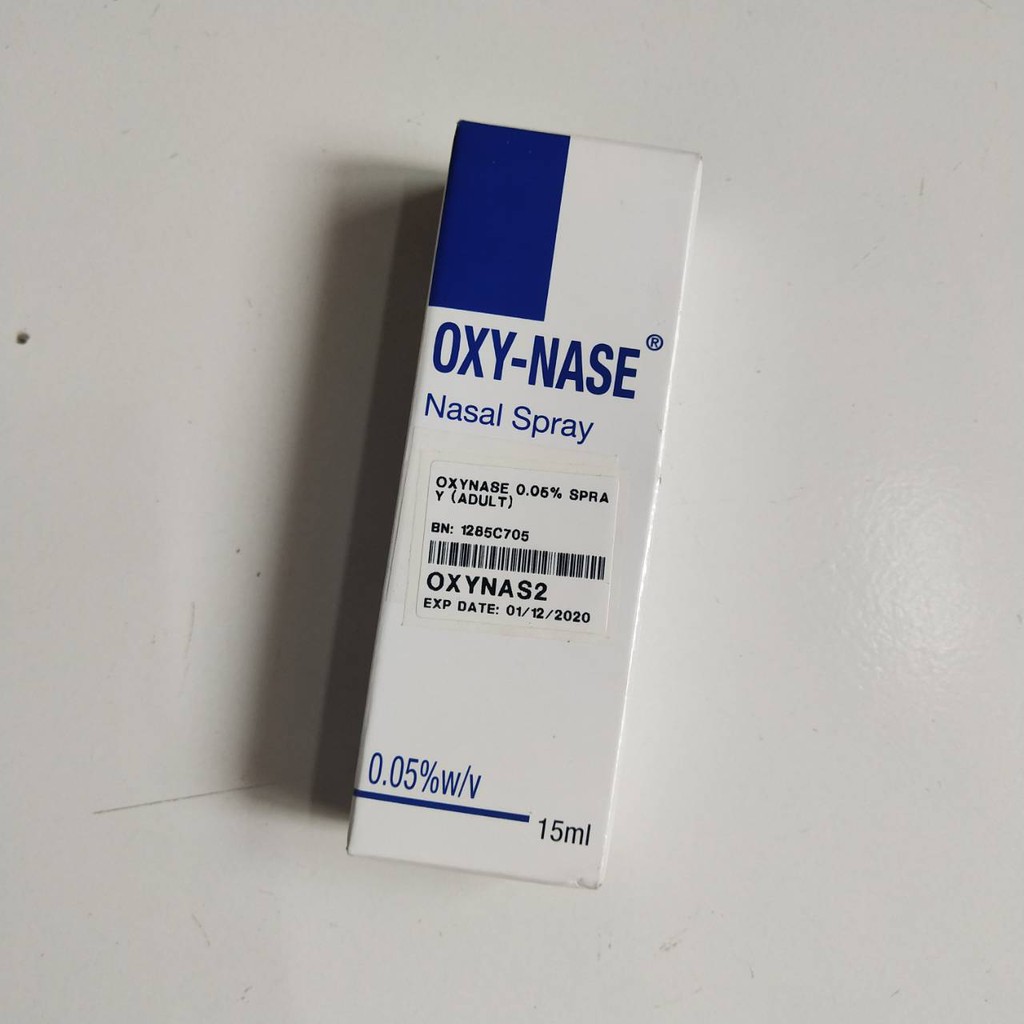 OXY-NASE®
Nasal Spray
OXYNASE 0.05% SPRA
Y (ADULT)
BN: 1285C705
OXYNAS2
EXP DATE: 01/12/2020
0.05%w/v
15ml